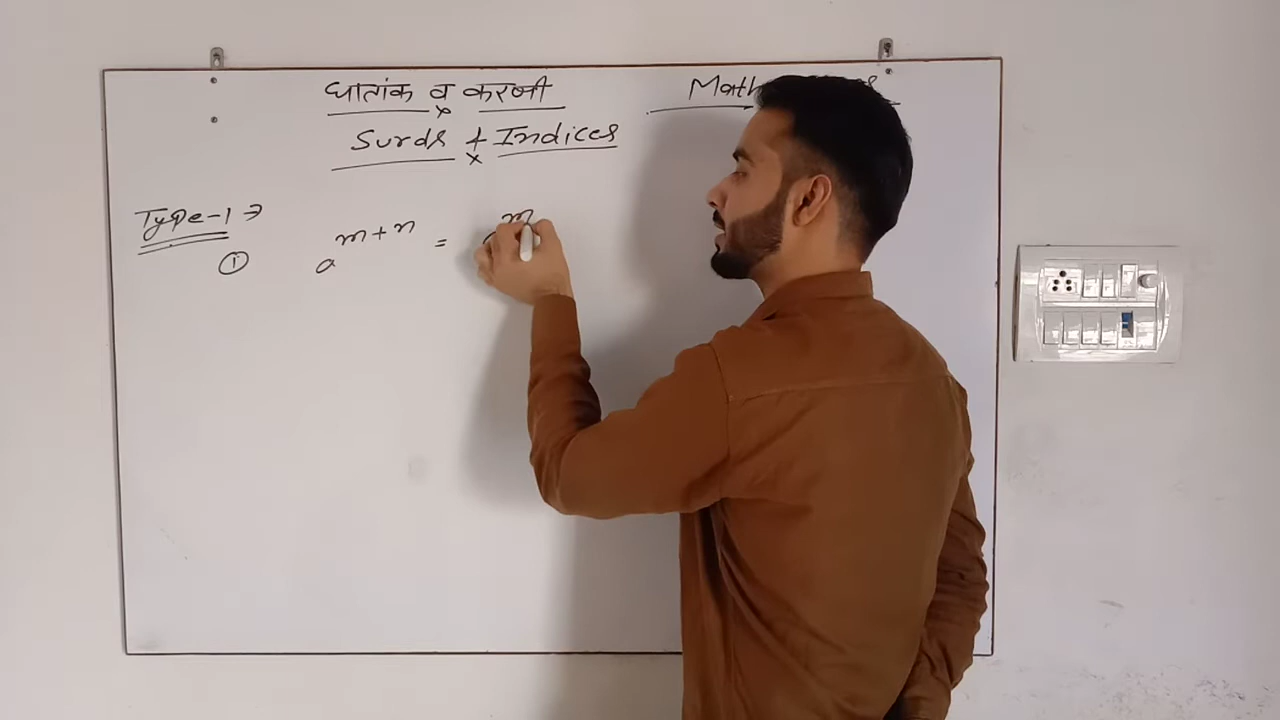 घातांक व करणी Math
Surds & Indices
Type-1 →
① a^{m+n} = a^m